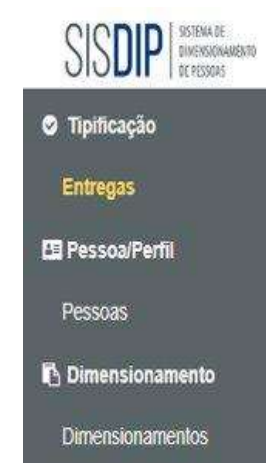 SISDIP
SISTEMA DE
DIMENSIONAMENTO
DE PESSOAS
Tipificação
Entregas
Pessoa/Perfil
Pessoas
Dimensionamento
Dimensionamentos